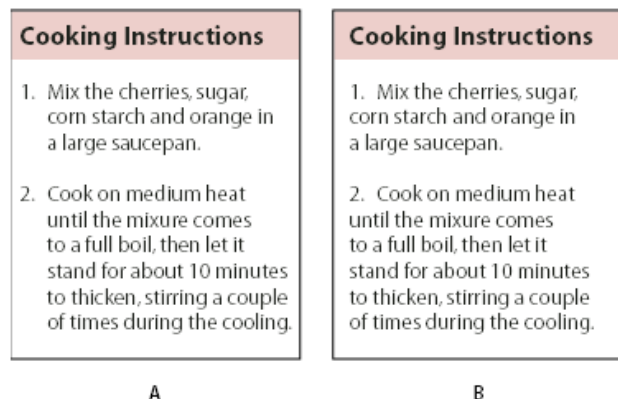 Cooking Instructions
1. Mix the cherries, sugar,
corn starch and orange in
a large saucepan.
2. Cook on medium heat
until the mixure comes
to a full boil, then let it
stand for about 10 minutes
to thicken, stirring a couple
of times during the cooling.
A
Cooking Instructions
1. Mix the cherries, sugar,
corn starch and orange in
a large saucepan.
2. Cook on medium heat
until the mixure comes
to a full boil, then let it
stand for about 10 minutes
to thicken, stirring a couple
of times during the cooling.
B